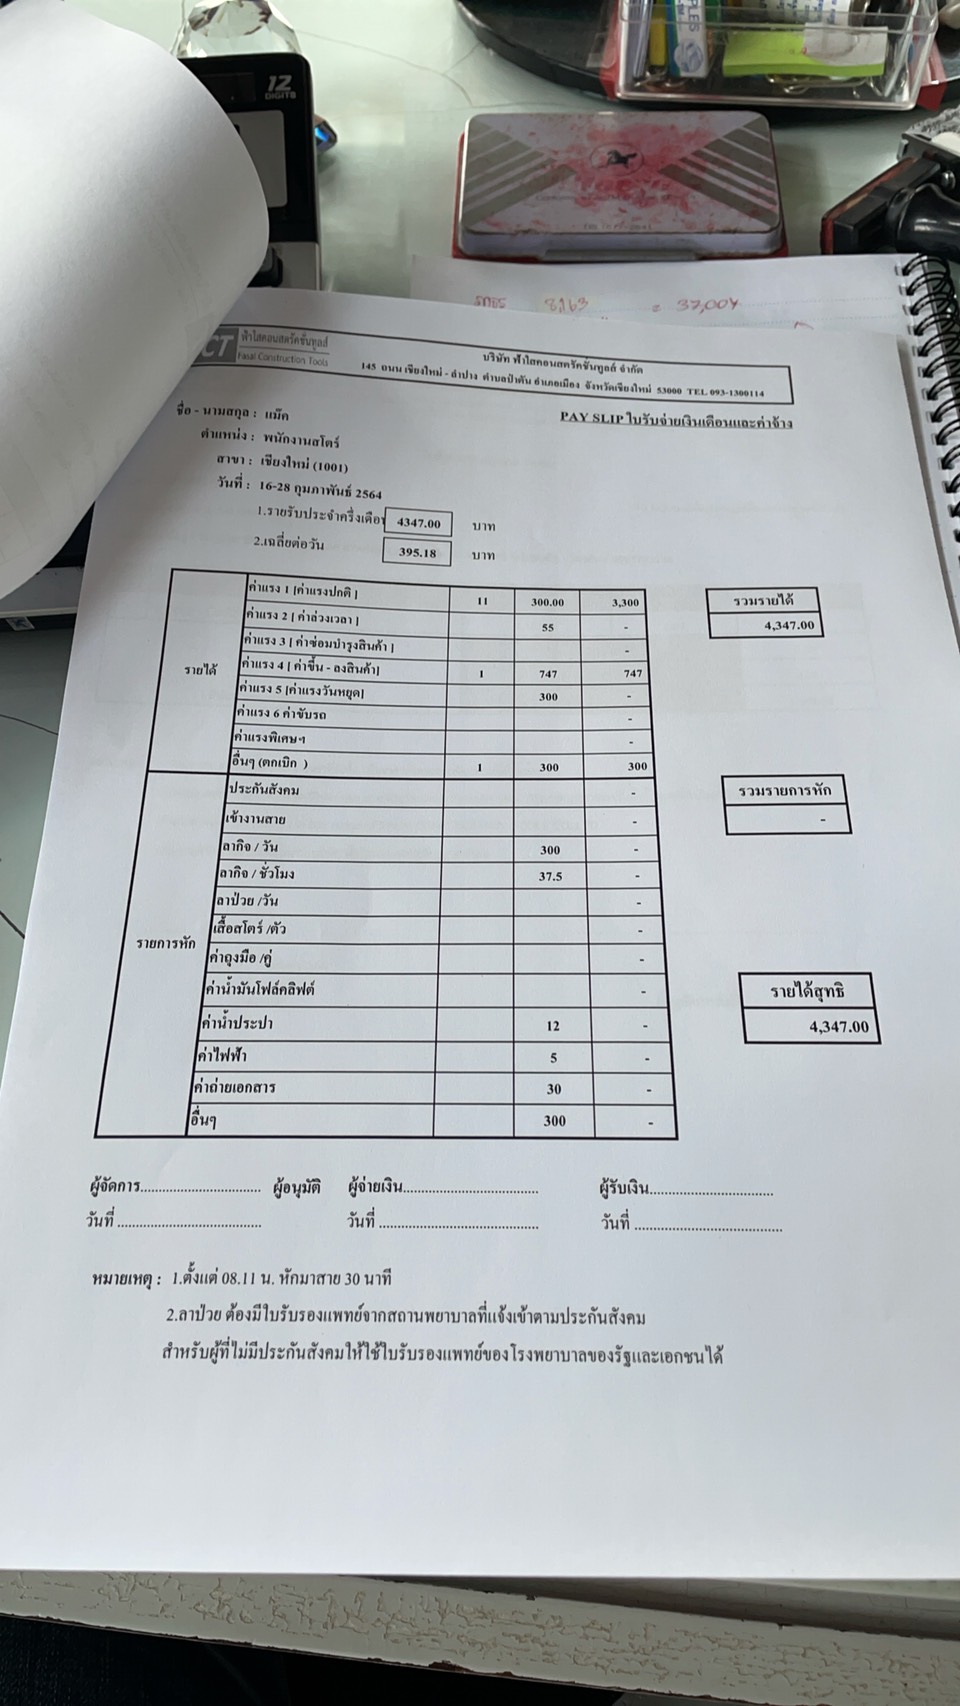 12
DIGITS
รถธร 8,163 = 37,004
CT ฟ้าใสคอนสตรัคชั่นทูลส์
Fasai Construction Tools
บริษัท ฟ้าใสคอนสตรัคชั่นทูลส์ จำกัด
145 ถนน เชียงใหม่ - ลำปาง ตำบลป่าตัน อำเภอเมือง จังหวัดเชียงใหม่ 53000 TEL 093-1300114
PAY SLIP ใบรับจ่ายเงินเดือนและค่าจ้าง
ชื่อ - นามสกุล : แม๊ค
ตำแหน่ง : พนักงานสโตร์
สาขา : เชียงใหม่ (1001)
วันที่ : 16-28 กุมภาพันธ์ 2564
1.รายรับประจำครึ่งเดือน 4347.00 บาท
2.เฉลี่ยต่อวัน 395.18 บาท
รายได้
ค่าแรง 1 [ค่าแรงปกติ ] 11 300.00 3,300
ค่าแรง 2 [ ค่าล่วงเวลา ] 55 -
ค่าแรง 3 [ ค่าซ่อมบำรุงสินค้า ] -
ค่าแรง 4 [ ค่าขึ้น - ลงสินค้า] 1 747 747
ค่าแรง 5 [ค่าแรงวันหยุด] 300 -
ค่าแรง 6 ค่าขับรถ -
ค่าแรงพิเศษฯ -
อื่นๆ (ตกเบิก ) 1 300 300
รวมรายได้
4,347.00
รายการหัก
ประกันสังคม -
เข้างานสาย -
ลากิจ / วัน 300 -
ลากิจ / ชั่วโมง 37.5 -
ลาป่วย /วัน -
เสื้อสโตร์ /ตัว -
ค่าถุงมือ /คู่ -
ค่าน้ำมันโฟล์คลิฟต์ -
ค่าน้ำประปา 12 -
ค่าไฟฟ้า 5 -
ค่าถ่ายเอกสาร 30 -
อื่นๆ 300 -
รวมรายการหัก
-
รายได้สุทธิ
4,347.00
ผู้จัดการ................................. ผู้อนุมัติ ผู้จ่ายเงิน..................................... ผู้รับเงิน..................................
วันที่ ....................................... วันที่ ........................................... วันที่ ........................................
หมายเหตุ : 1.ตั้งแต่ 08.11 น. หักมาสาย 30 นาที
2.ลาป่วย ต้องมีใบรับรองแพทย์จากสถานพยาบาลที่แจ้งเข้าตามประกันสังคม
สำหรับผู้ที่ไม่มีประกันสังคมให้ใช้ใบรับรองแพทย์ของโรงพยาบาลของรัฐและเอกชนได้